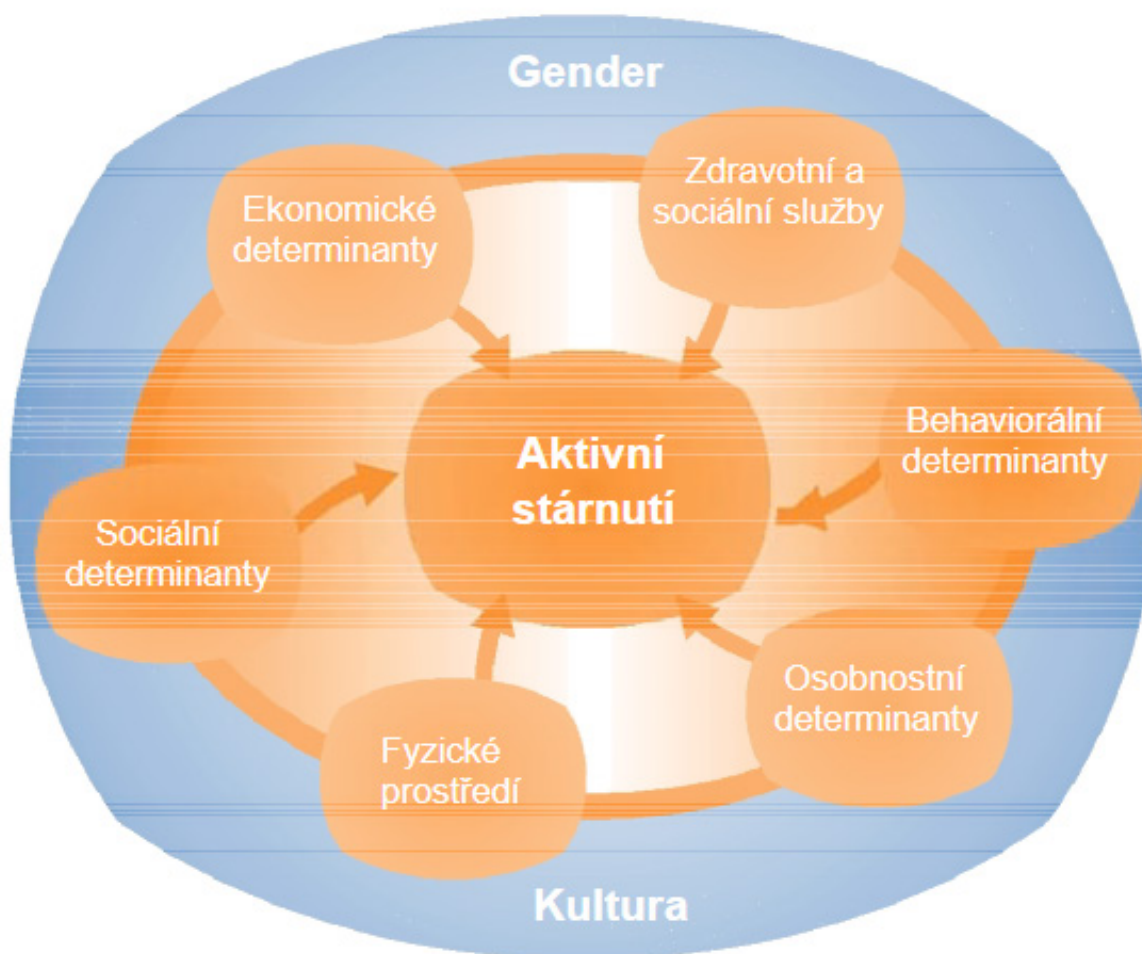 Gender
Ekonomické
determinanty
Zdravotní a
sociální služby
Behaviorální
determinanty
Aktivní
stárnutí
Sociální
determinanty
Osobnostní
determinanty
Fyzické
prostředí
Kultura